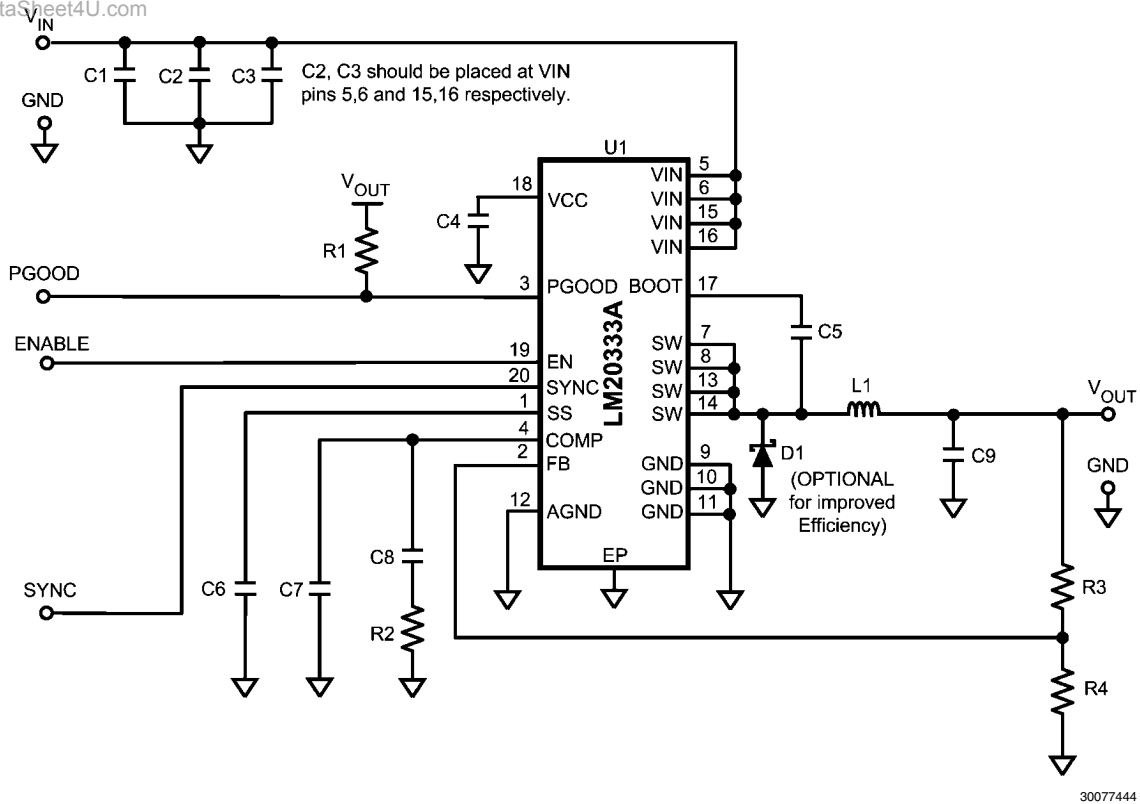 taSheet4U.com
VIN
C1
C2
C3
C2, C3 should be placed at VIN
pins 5,6 and 15,16 respectively.
GND
U1
VOUT
R1
C4
18
VCC
VIN
5
VIN
6
VIN
15
VIN
16
PGOOD
3
PGOOD
BOOT
17
LM20333A
C5
ENABLE
19
EN
20
SYNC
1
SS
4
COMP
2
FB
12
AGND
SW
7
SW
8
SW
13
SW
14
L1
VOUT
GND
9
GND
10
GND
11
D1
(OPTIONAL
for improved
Efficiency)
C9
GND
EP
C8
SYNC
C6
C7
R2
R3
R4
30077444